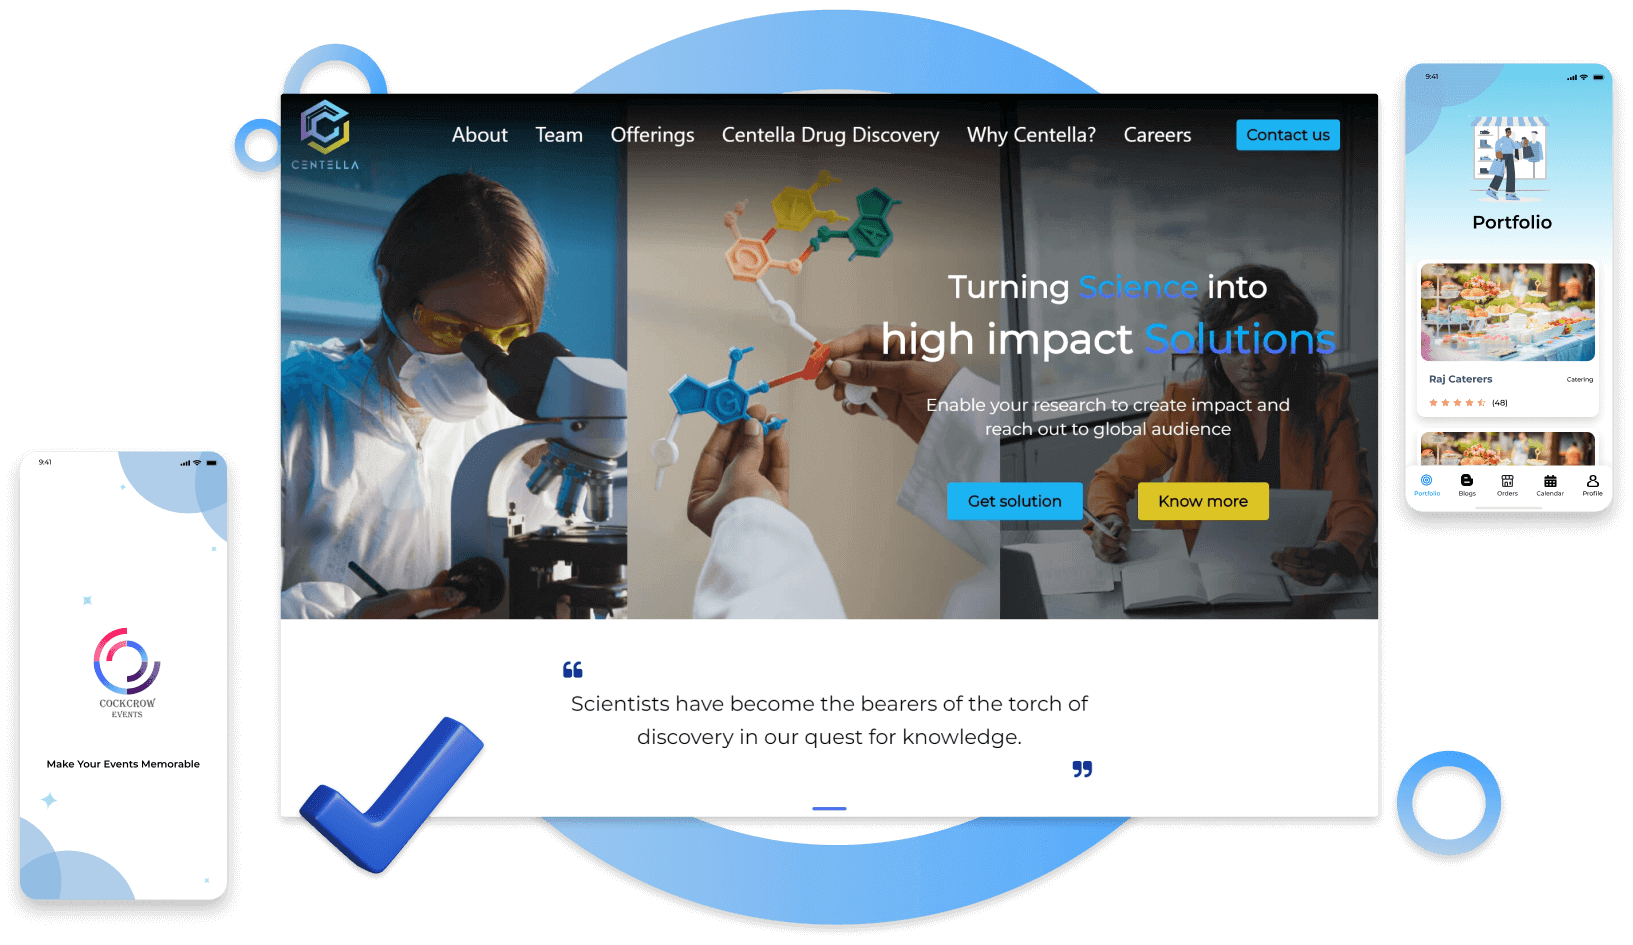 CENTELLA
About Team Offerings Centella Drug Discovery Why Centella? Careers Contact us
Turning Science into
high impact Solutions
Enable your research to create impact and
reach out to global audience
Get solution Know more
“
Scientists have become the bearers of the torch of
discovery in our quest for knowledge.
”
9:41
COCKCROW
EVENTS
Make Your Events Memorable
9:41
Portfolio
Raj Caterers Catering
(48)
Portfolio Blogs Orders Calendar Profile